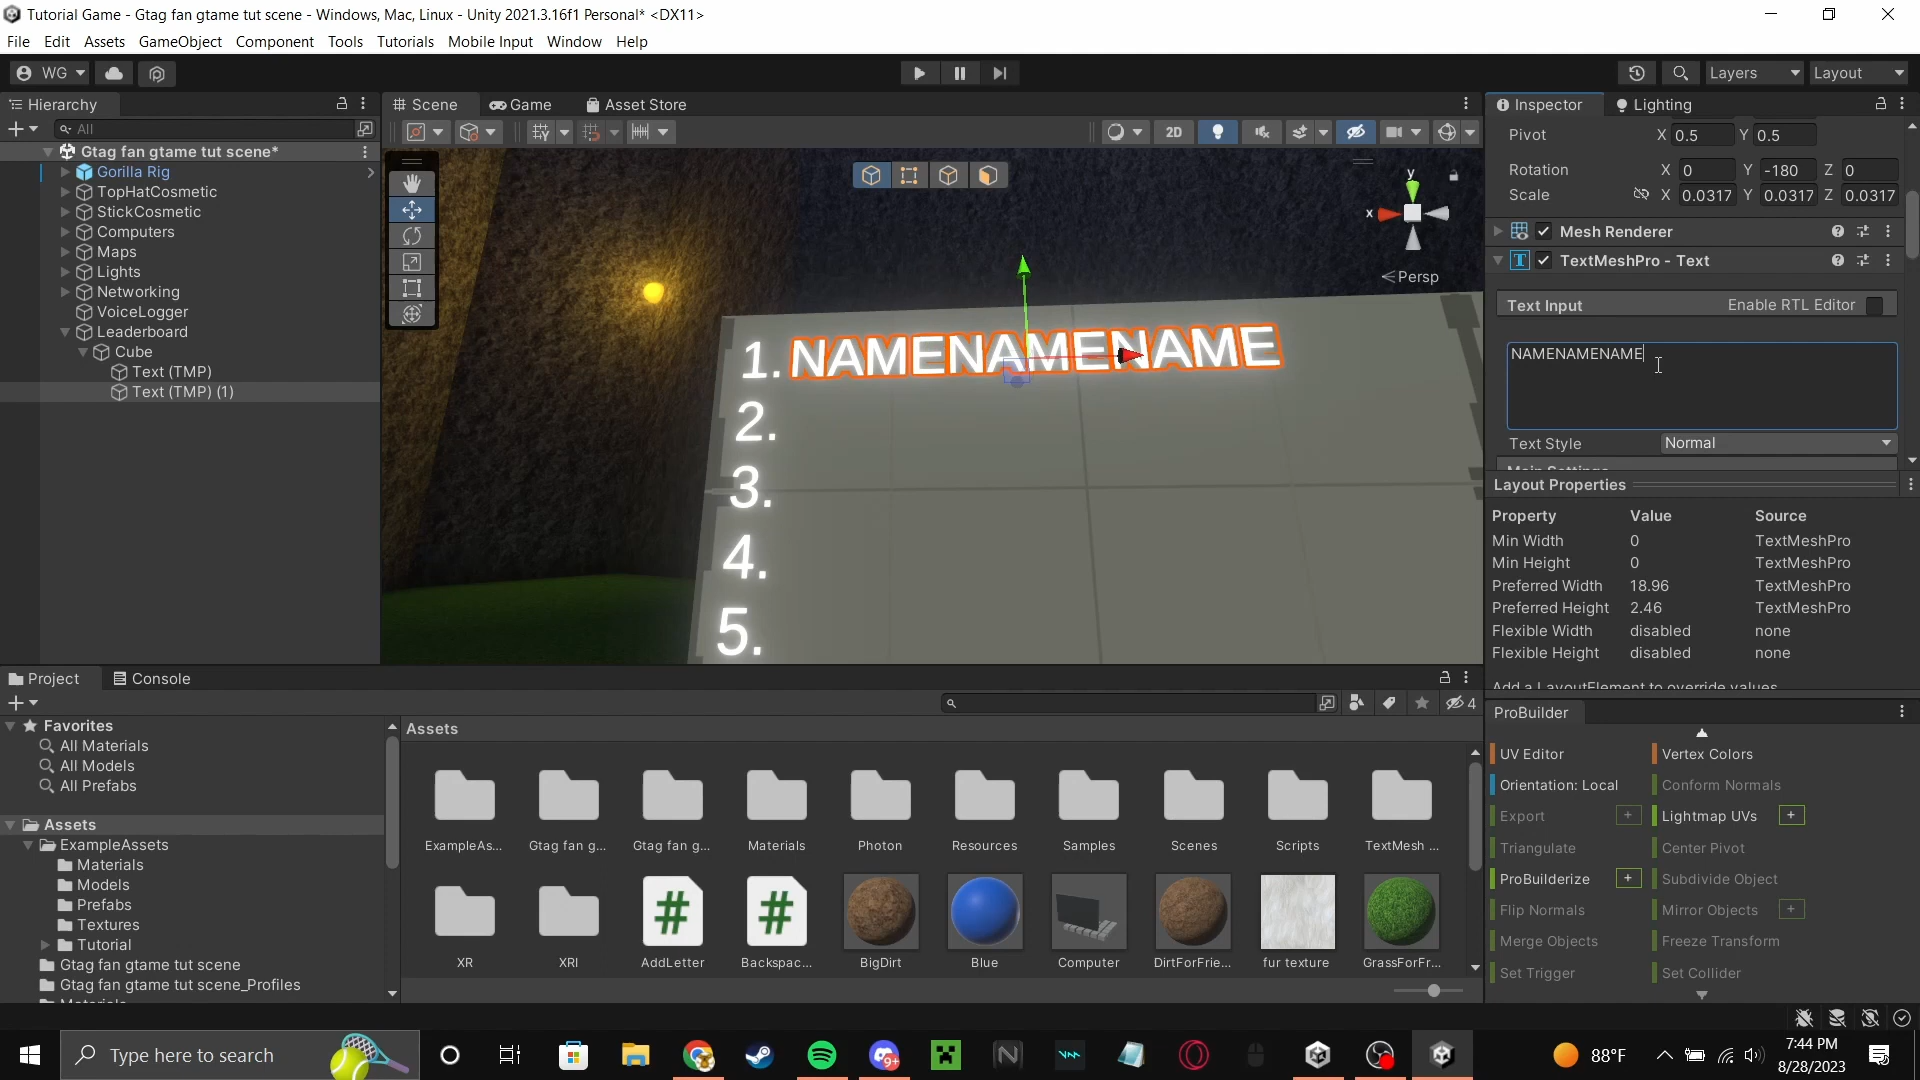 Tutorial Game - Gtag fan gtame tut scene - Windows, Mac, Linux - Unity 2021.3.16f1 Personal* <DX11>
File Edit Assets GameObject Component Tools Tutorials Mobile Input Window Help
WG
Layers
Layout
Hierarchy
All
Gtag fan gtame tut scene*
Gorilla Rig
TopHatCosmetic
StickCosmetic
Computers
Maps
Lights
Networking
VoiceLogger
Leaderboard
Cube
Text (TMP)
Text (TMP) (1)
Scene
Game
Asset Store
2D
y
x
Persp
1. NAMENAMENAME
2.
3.
4.
5.
Inspector
Lighting
Pivot X 0.5 Y 0.5
Rotation X 0 Y -180 Z 0
Scale X 0.0317 Y 0.0317 Z 0.0317
Mesh Renderer
TextMeshPro - Text
Text Input Enable RTL Editor
NAMENAMENAME
Text Style Normal
Main Settings
Layout Properties
Property Value Source
Min Width 0 TextMeshPro
Min Height 0 TextMeshPro
Preferred Width 18.96 TextMeshPro
Preferred Height 2.46 TextMeshPro
Flexible Width disabled none
Flexible Height disabled none
Add a LayoutElement to override values
Project
Console
4
Favorites
All Materials
All Models
All Prefabs
Assets
ExampleAssets
Materials
Models
Prefabs
Textures
Tutorial
Gtag fan gtame tut scene
Gtag fan gtame tut scene_Profiles
Materials
Assets
ExampleAs... Gtag fan g... Gtag fan g... Materials Photon Resources Samples Scenes Scripts TextMesh ...
XR XRI AddLetter Backspac... BigDirt Blue Computer DirtForFrie... fur texture GrassForFr...
ProBuilder
UV Editor Vertex Colors
Orientation: Local Conform Normals
Export + Lightmap UVs +
Triangulate Center Pivot
ProBuilderize + Subdivide Object
Flip Normals Mirror Objects +
Merge Objects Freeze Transform
Set Trigger Set Collider
Type here to search
9+
88°F
7:44 PM
8/28/2023